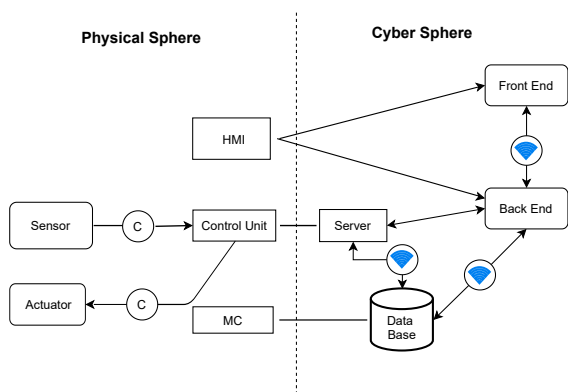 Physical Sphere
Cyber Sphere
Front End
HMI
Sensor
C
Control Unit
Server
Back End
Actuator
C
MC
Data
Base